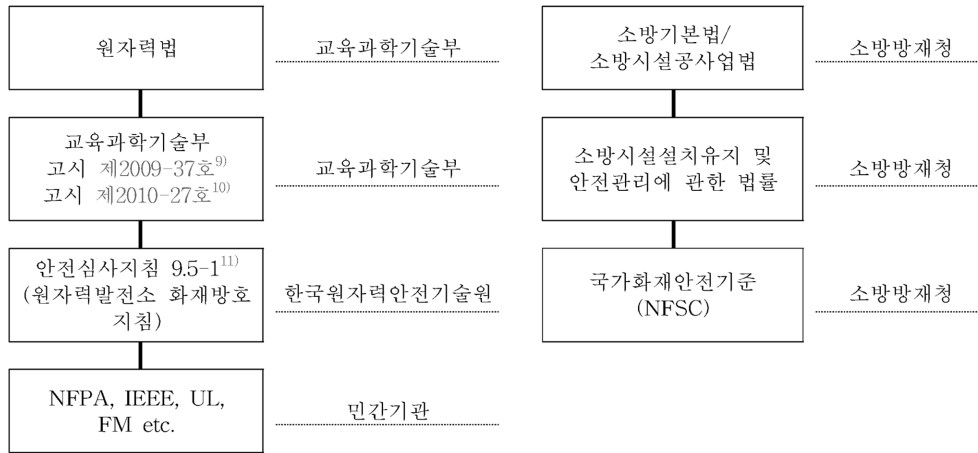 원자력법
교육과학기술부
교육과학기술부
고시 제2009-37호9)
고시 제2010-27호10)
교육과학기술부
안전심사지침 9.5-111)
(원자력발전소 화재방호
지침)
한국원자력안전기술원
NFPA, IEEE, UL,
FM etc.
민간기관
소방기본법/
소방시설공사업법
소방방재청
소방시설설치유지 및
안전관리에 관한 법률
소방방재청
국가화재안전기준
(NFSC)
소방방재청